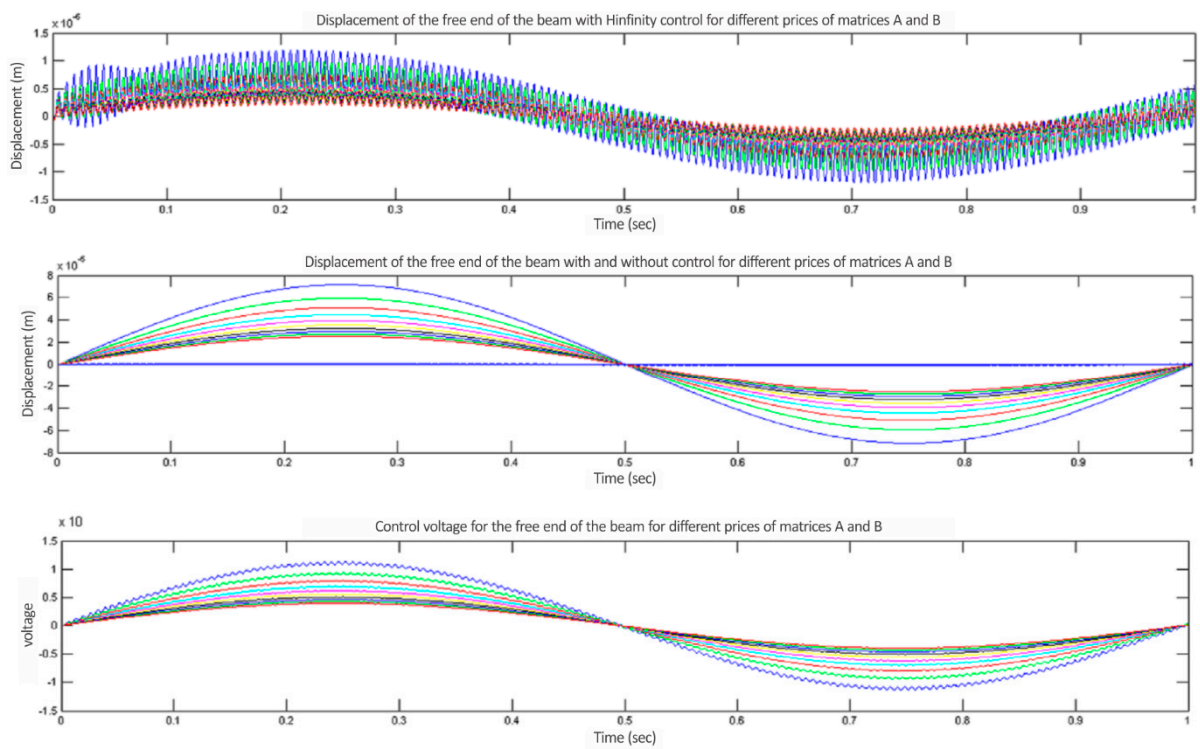 Displacement of the free end of the beam with Hinfinity control for different prices of matrices A and B
x 10⁻⁶
1.5
1
0.5
0
-0.5
-1
-1.5
Displacement (m)
0 0.1 0.2 0.3 0.4 0.5 0.6 0.7 0.8 0.9 1
Time (sec)
Displacement of the free end of the beam with and without control for different prices of matrices A and B
x 10⁻⁶
8
6
4
2
0
-2
-4
-6
-8
Displacement (m)
0 0.1 0.2 0.3 0.4 0.5 0.6 0.7 0.8 0.9 1
Time (sec)
Control voltage for the free end of the beam for different prices of matrices A and B
x 10
1.5
1
0.5
0
-0.5
-1
-1.5
voltage
0 0.1 0.2 0.3 0.4 0.5 0.6 0.7 0.8 0.9 1
Time (sec)